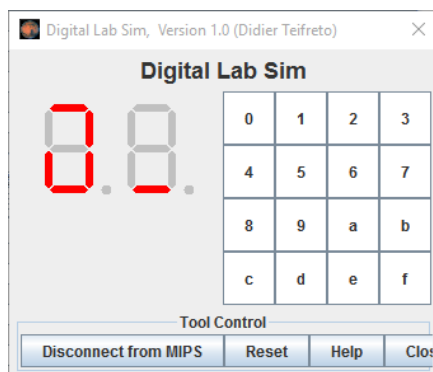 Digital Lab Sim, Version 1.0 (Didier Teifreto)
Digital Lab Sim
0 1 2 3
4 5 6 7
8 9 a b
c d e f
Tool Control
Disconnect from MIPS Reset Help Clos